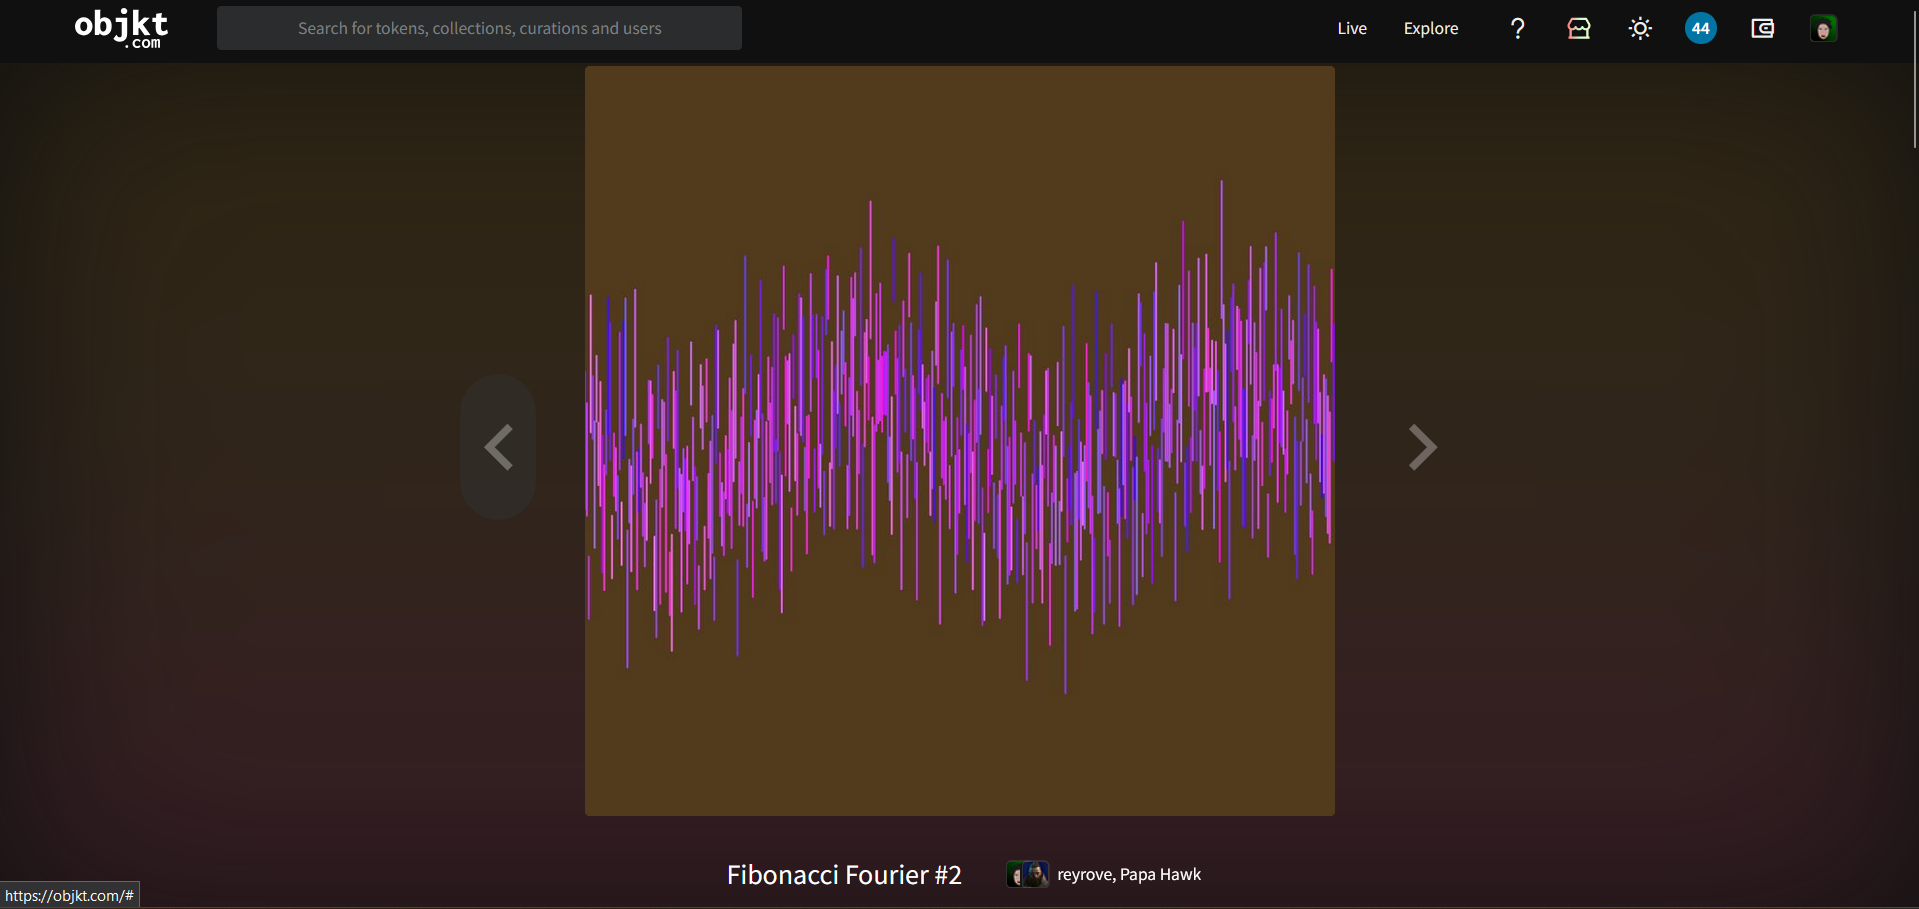 objkt
.com
Search for tokens, collections, curations and users
Live
Explore
?
44
Fibonacci Fourier #2
reyrove, Papa Hawk
https://objkt.com/#